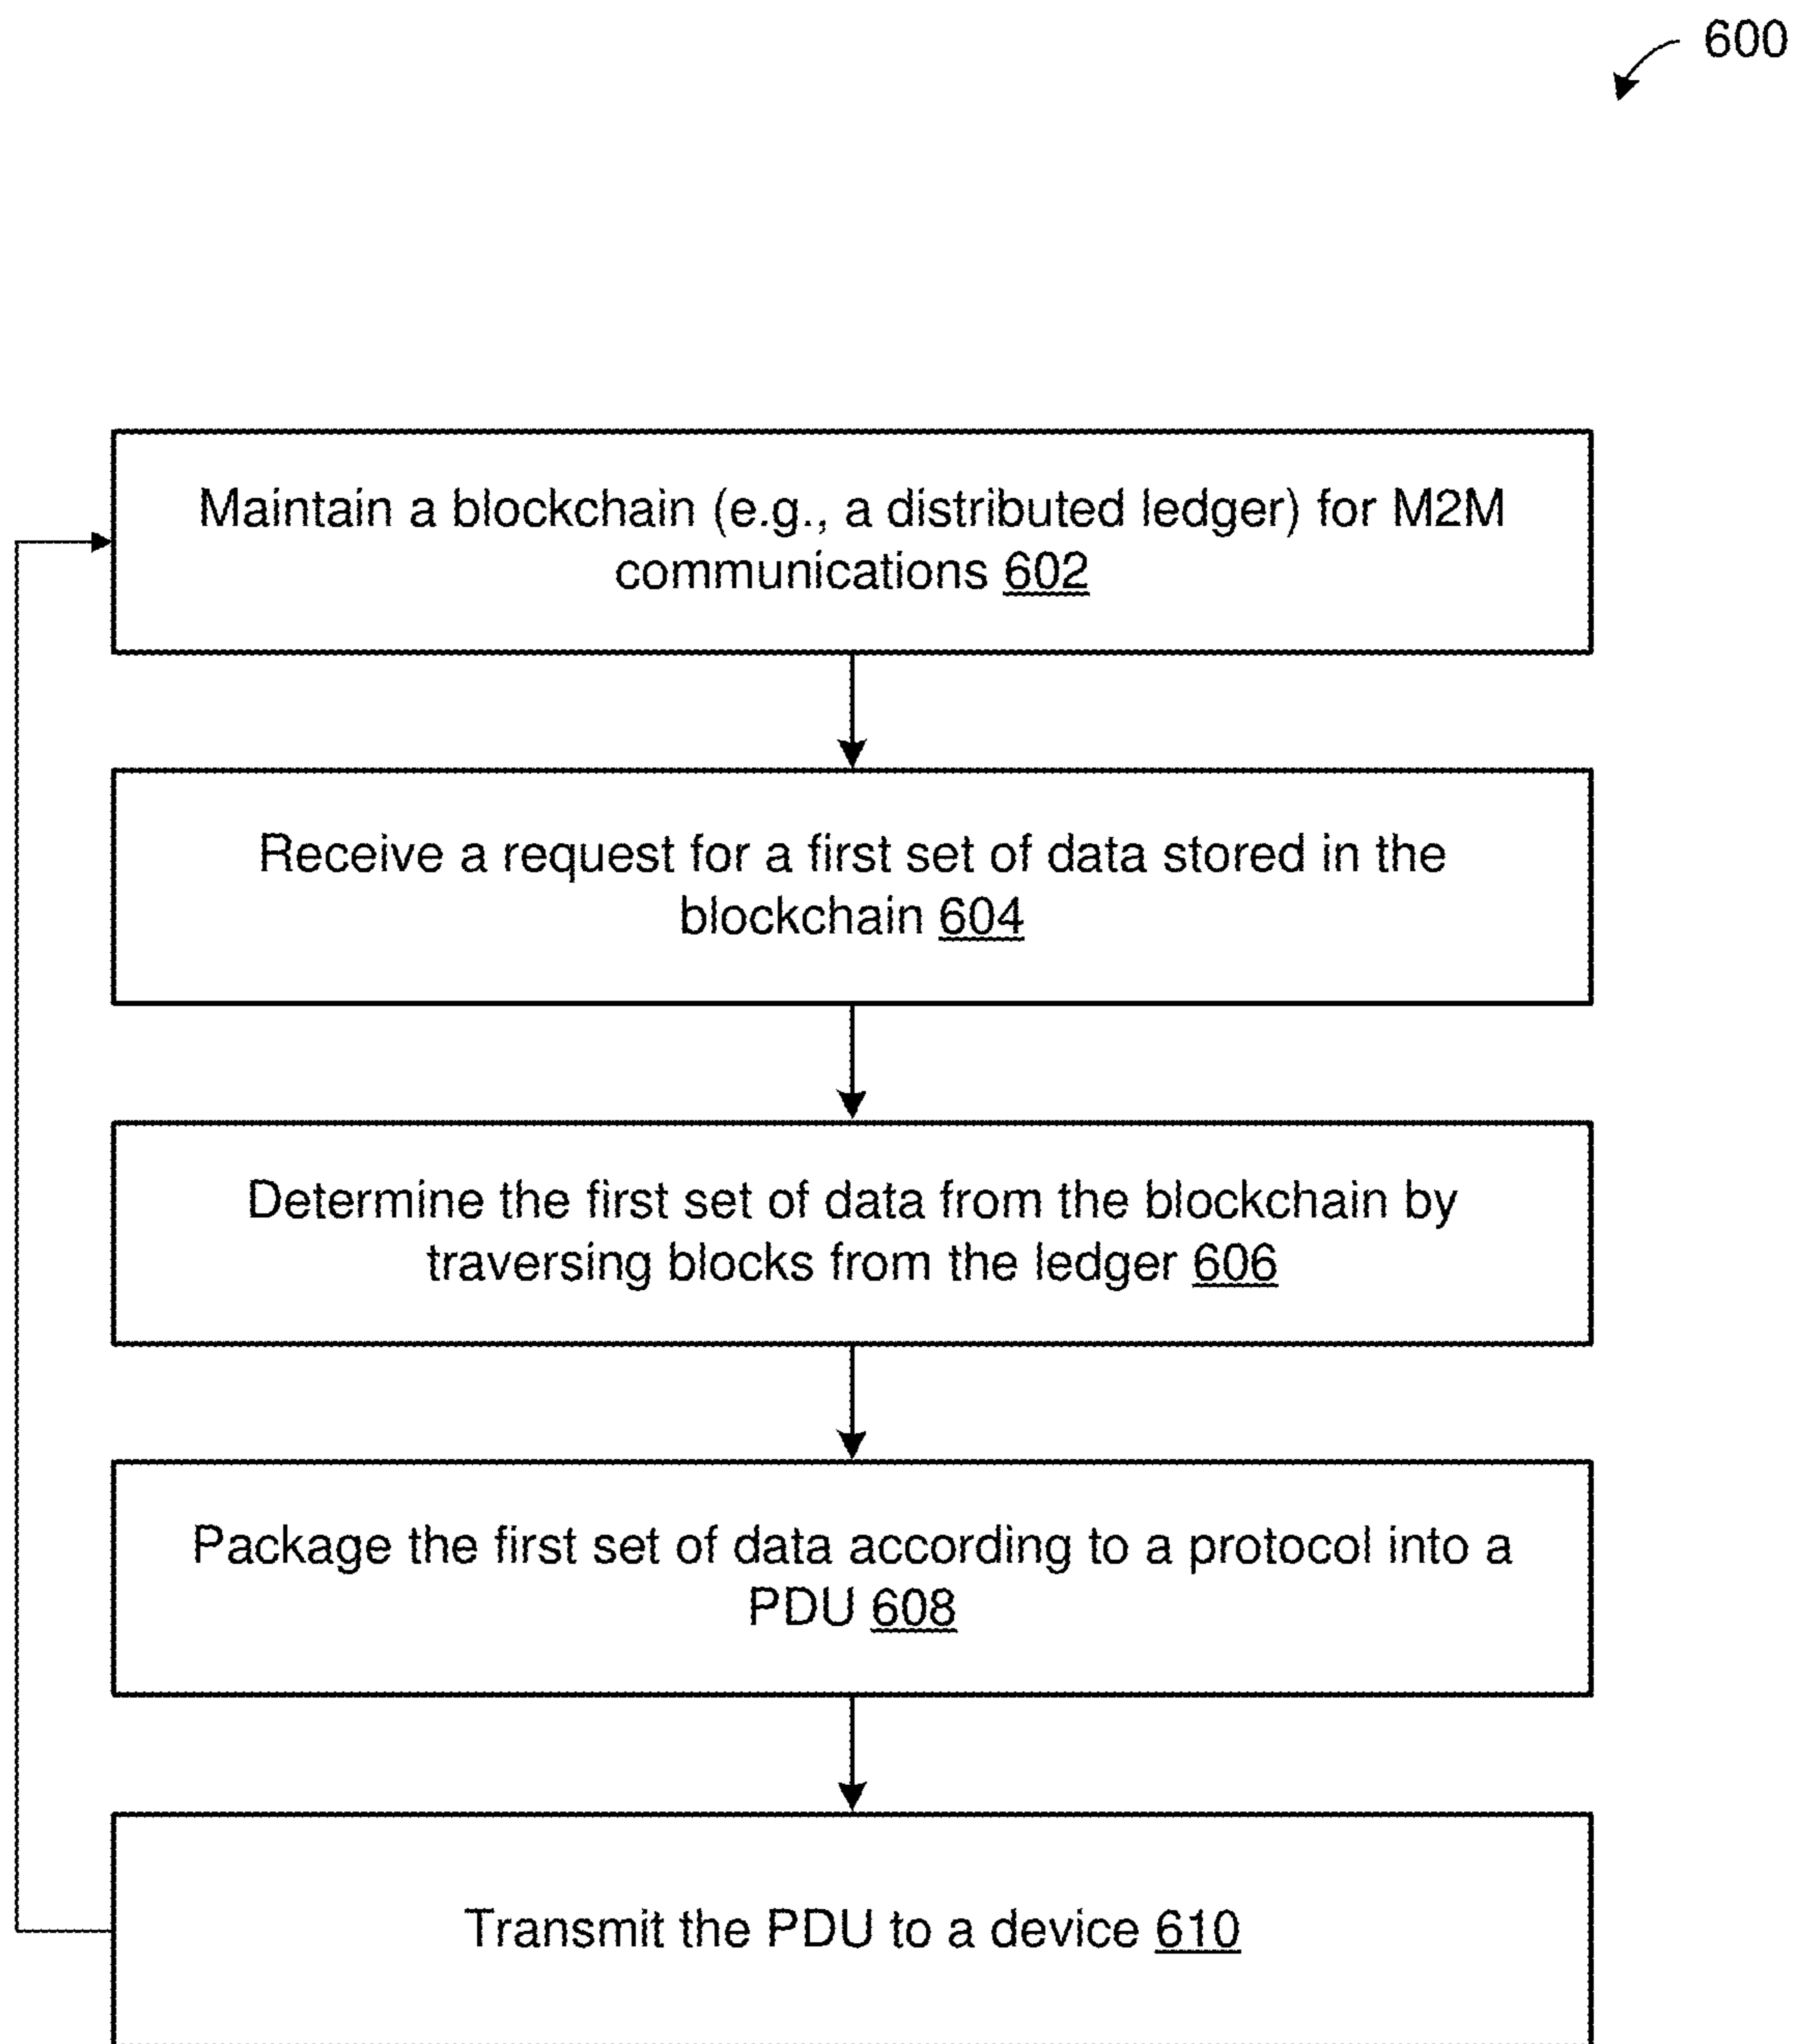 600
Maintain a blockchain (e.g., a distributed ledger) for M2M
communications 602
Receive a request for a first set of data stored in the
blockchain 604
Determine the first set of data from the blockchain by
traversing blocks from the ledger 606
Package the first set of data according to a protocol into a
PDU 608
Transmit the PDU to a device 610